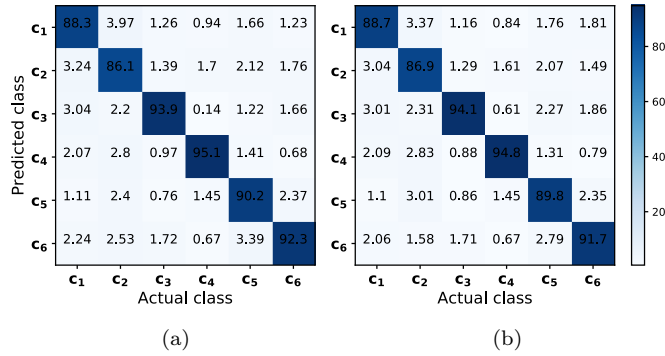 c1 88.3 3.97 1.26 0.94 1.66 1.23
c2 3.24 86.1 1.39 1.7 2.12 1.76
c3 3.04 2.2 93.9 0.14 1.22 1.66
c4 2.07 2.8 0.97 95.1 1.41 0.68
c5 1.11 2.4 0.76 1.45 90.2 2.37
c6 2.24 2.53 1.72 0.67 3.39 92.3
c1 c2 c3 c4 c5 c6
Predicted class
Actual class
(a)
c1 88.7 3.37 1.16 0.84 1.76 1.81
c2 3.04 86.9 1.29 1.61 2.07 1.49
c3 3.01 2.31 94.1 0.61 2.27 1.86
c4 2.09 2.83 0.88 94.8 1.31 0.79
c5 1.1 3.01 0.86 1.45 89.8 2.35
c6 2.06 1.58 1.71 0.67 2.79 91.7
c1 c2 c3 c4 c5 c6
Actual class
(b)
80
60
40
20